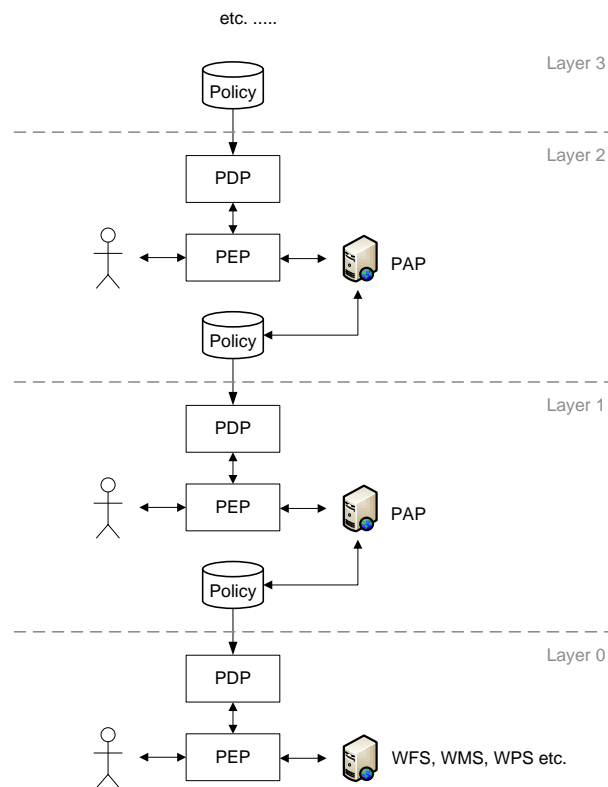 etc. .....
Layer 3
Policy
Layer 2
PDP
PEP
PAP
Policy
Layer 1
PDP
PEP
PAP
Policy
Layer 0
PDP
PEP
WFS, WMS, WPS etc.